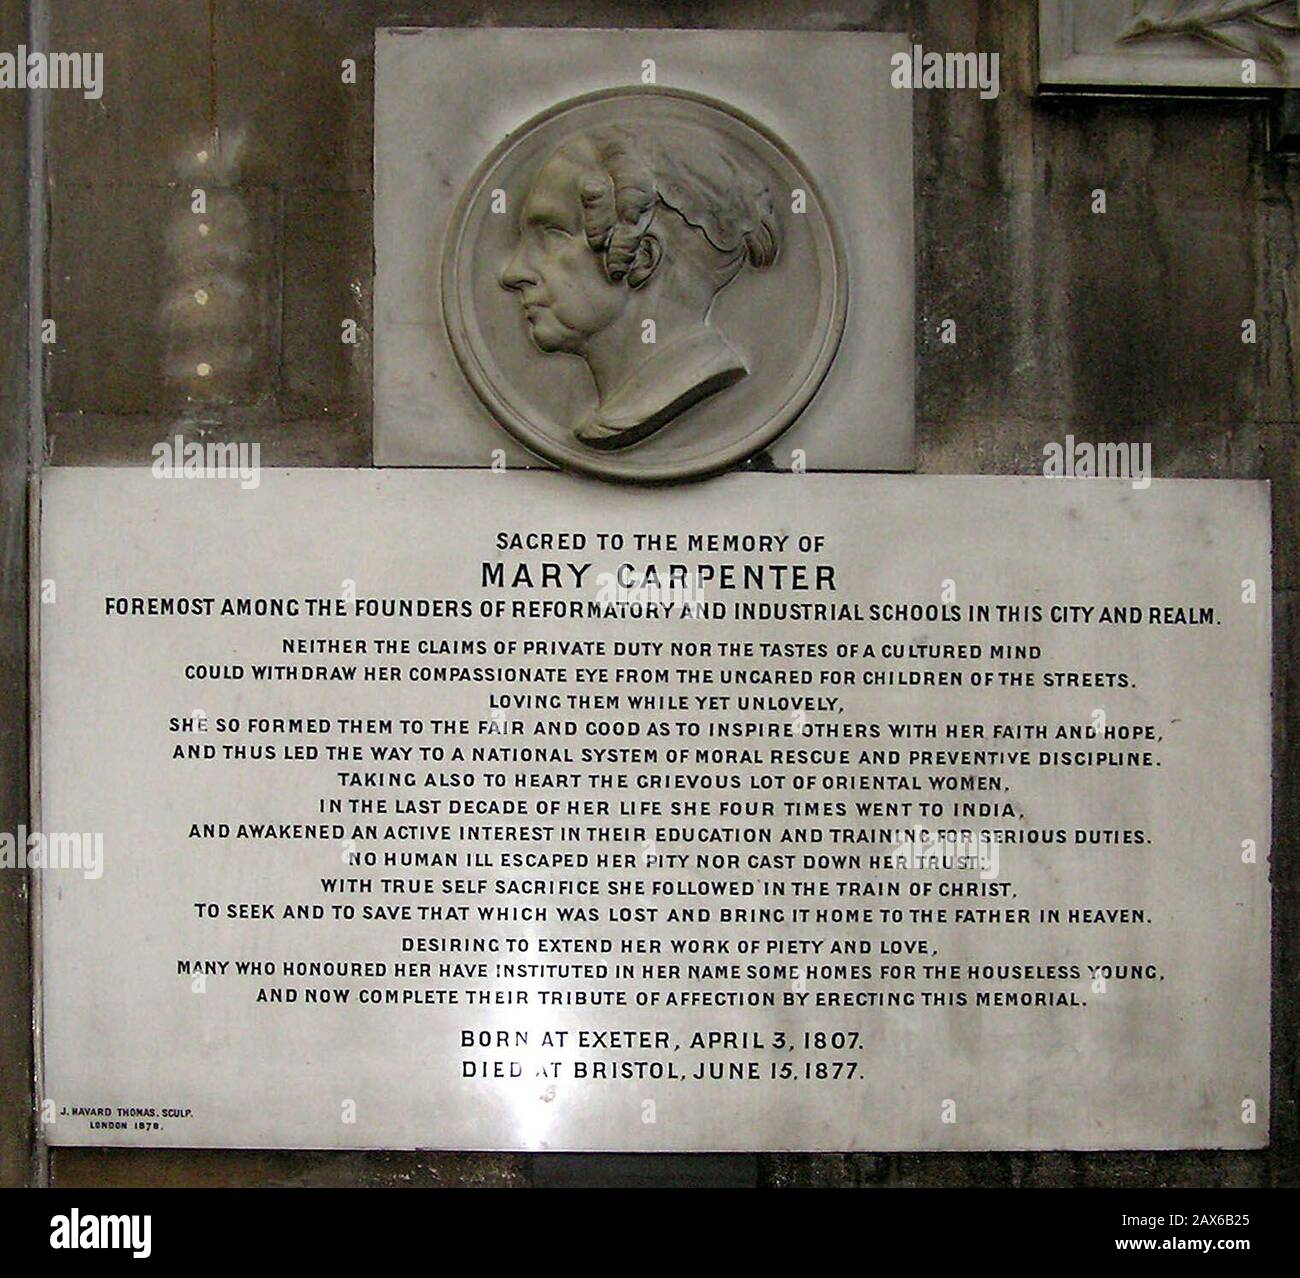 SACRED TO THE MEMORY OF
MARY CARPENTER
FOREMOST AMONG THE FOUNDERS OF REFORMATORY AND INDUSTRIAL SCHOOLS IN THIS CITY AND REALM.
NEITHER THE CLAIMS OF PRIVATE DUTY NOR THE TASTES OF A CULTURED MIND
COULD WITHDRAW HER COMPASSIONATE EYE FROM THE UNCARED FOR CHILDREN OF THE STREETS.
LOVING THEM WHILE YET UNLOVELY,
SHE SO FORMED THEM TO THE FAIR AND GOOD AS TO INSPIRE OTHERS WITH HER FAITH AND HOPE,
AND THUS LED THE WAY TO A NATIONAL SYSTEM OF MORAL RESCUE AND PREVENTIVE DISCIPLINE.
TAKING ALSO TO HEART THE GRIEVOUS LOT OF ORIENTAL WOMEN,
IN THE LAST DECADE OF HER LIFE SHE FOUR TIMES WENT TO INDIA,
AND AWAKENED AN ACTIVE INTEREST IN THEIR EDUCATION AND TRAINING FOR SERIOUS DUTIES.
NO HUMAN ILL ESCAPED HER PITY NOR CAST DOWN HER TRUST:
WITH TRUE SELF SACRIFICE SHE FOLLOWED IN THE TRAIN OF CHRIST,
TO SEEK AND TO SAVE THAT WHICH WAS LOST AND BRING IT HOME TO THE FATHER IN HEAVEN.
DESIRING TO EXTEND HER WORK OF PIETY AND LOVE,
MANY WHO HONOURED HER HAVE INSTITUTED IN HER NAME SOME HOMES FOR THE HOUSELESS YOUNG,
AND NOW COMPLETE THEIR TRIBUTE OF AFFECTION BY ERECTING THIS MEMORIAL.
BORN AT EXETER, APRIL 3, 1807.
DIED AT BRISTOL, JUNE 15, 1877.
J. HAVARD THOMAS. SCULP.
LONDON 1878.
alamy
Image ID: 2AX6B25
www.alamy.com